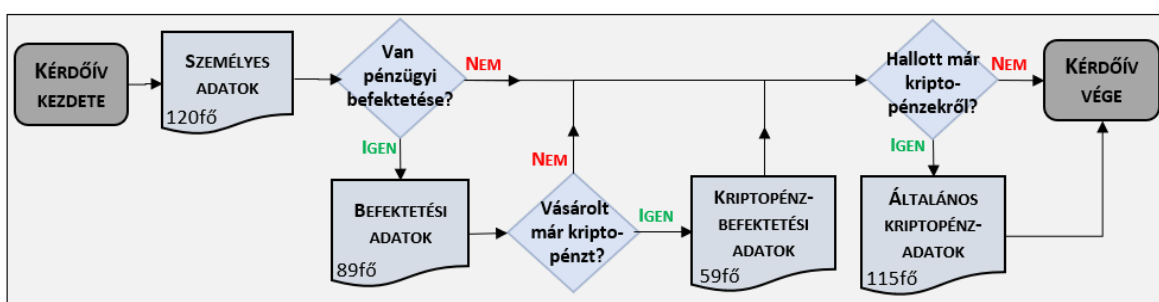 KÉRDŐÍV
KEZDETE
SZEMÉLYES
ADATOK
120fő
Van
pénzügyi
befektetése?
NEM
IGEN
BEFEKTETÉSI
ADATOK
89fő
Vásárolt
már kripto-
pénzt?
NEM
IGEN
KRIPTOPÉNZ-
BEFEKTETÉSI
ADATOK
59fő
Hallott már
kripto-
pénzekről?
NEM
IGEN
ÁLTALÁNOS
KRIPTOPÉNZ-
ADATOK
115fő
KÉRDŐÍV
VÉGE